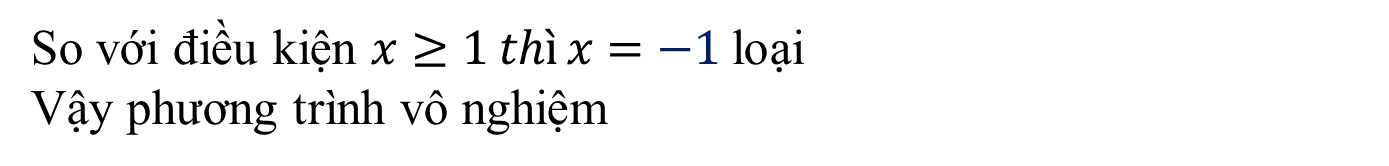 So với điều kiện x ≥ 1 thì x = −1 loại
Vậy phương trình vô nghiệm